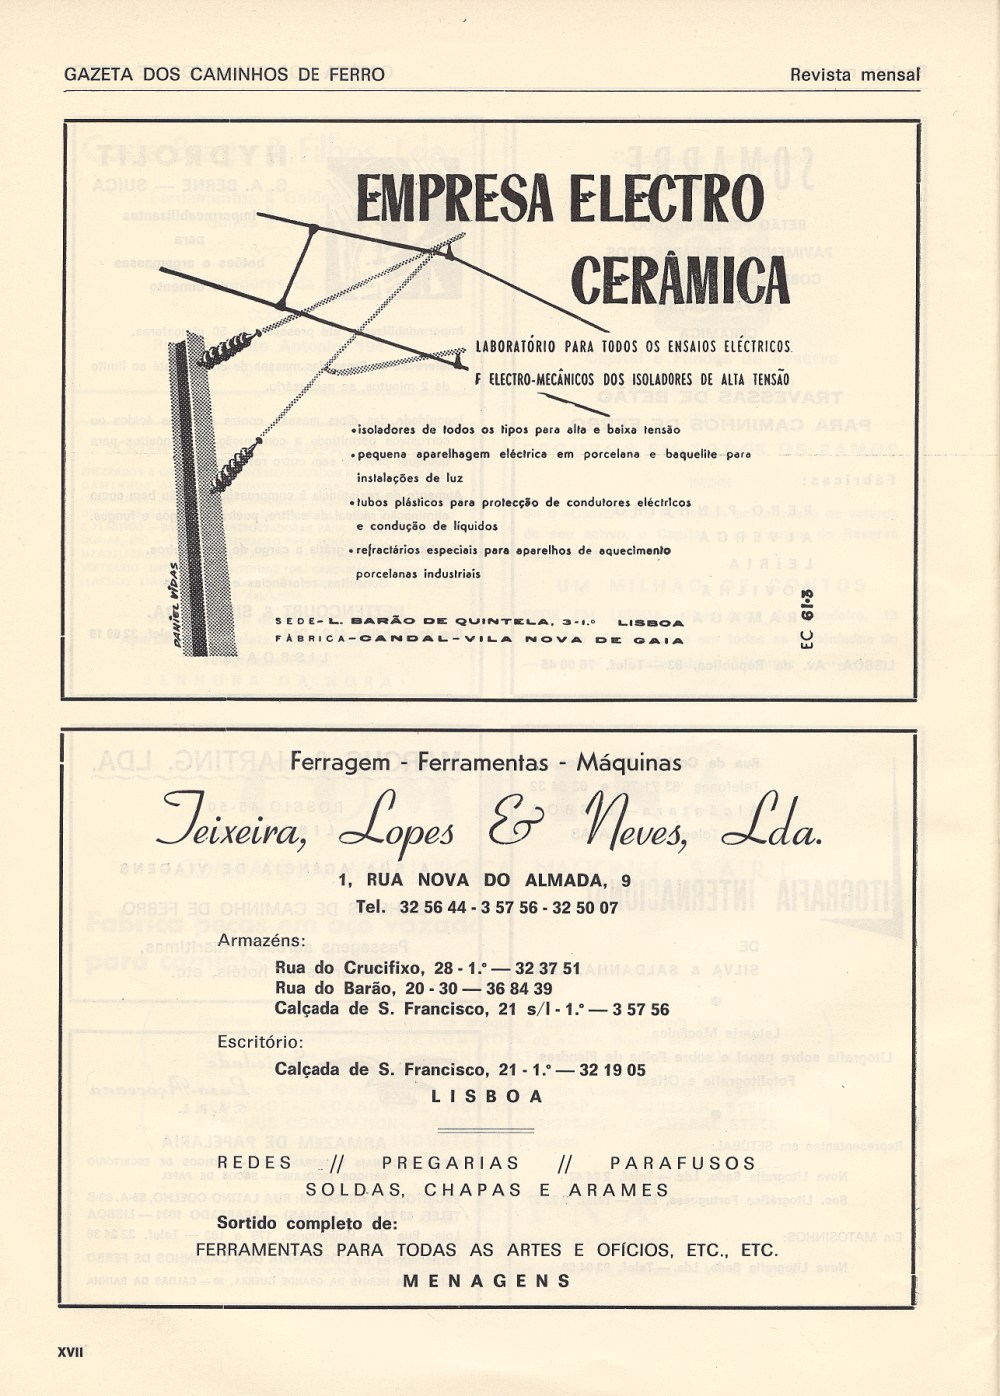 GAZETA DOS CAMINHOS DE FERRO
Revista mensal
EMPRESA ELECTRO
CERÂMICA
LABORATÓRIO PARA TODOS OS ENSAIOS ELÉCTRICOS
E ELECTRO-MECÂNICOS DOS ISOLADORES DE ALTA TENSÃO
• isoladores de todos os tipos para alta e baixa tensão
• pequena aparelhagem eléctrica em porcelana e baquelite para
instalações de luz
• tubos plásticos para protecção de condutores eléctricos
e condução de líquidos
• refractários especiais para aparelhos de aquecimento
porcelanas industriais
DANIEL VIDAS
SEDE-L. BARÃO DE QUINTELA, 3-1.º LISBOA
FÁBRICA-CANDAL-VILA NOVA DE GAIA
EC 61·3
Ferragem - Ferramentas - Máquinas
Teixeira, Lopes & Neves, Lda.
1, RUA NOVA DO ALMADA, 9
Tel. 32 56 44 - 3 57 56 - 32 50 07
Armazéns:
Rua do Crucifixo, 28 - 1.º — 32 37 51
Rua do Barão, 20 - 30 — 36 84 39
Calçada de S. Francisco, 21 s/l - 1.º — 3 57 56
Escritório:
Calçada de S. Francisco, 21 - 1.º — 32 19 05
LISBOA
REDES // PREGARIAS // PARAFUSOS
SOLDAS, CHAPAS E ARAMES
Sortido completo de:
FERRAMENTAS PARA TODAS AS ARTES E OFÍCIOS, ETC., ETC.
MENAGENS
XVII